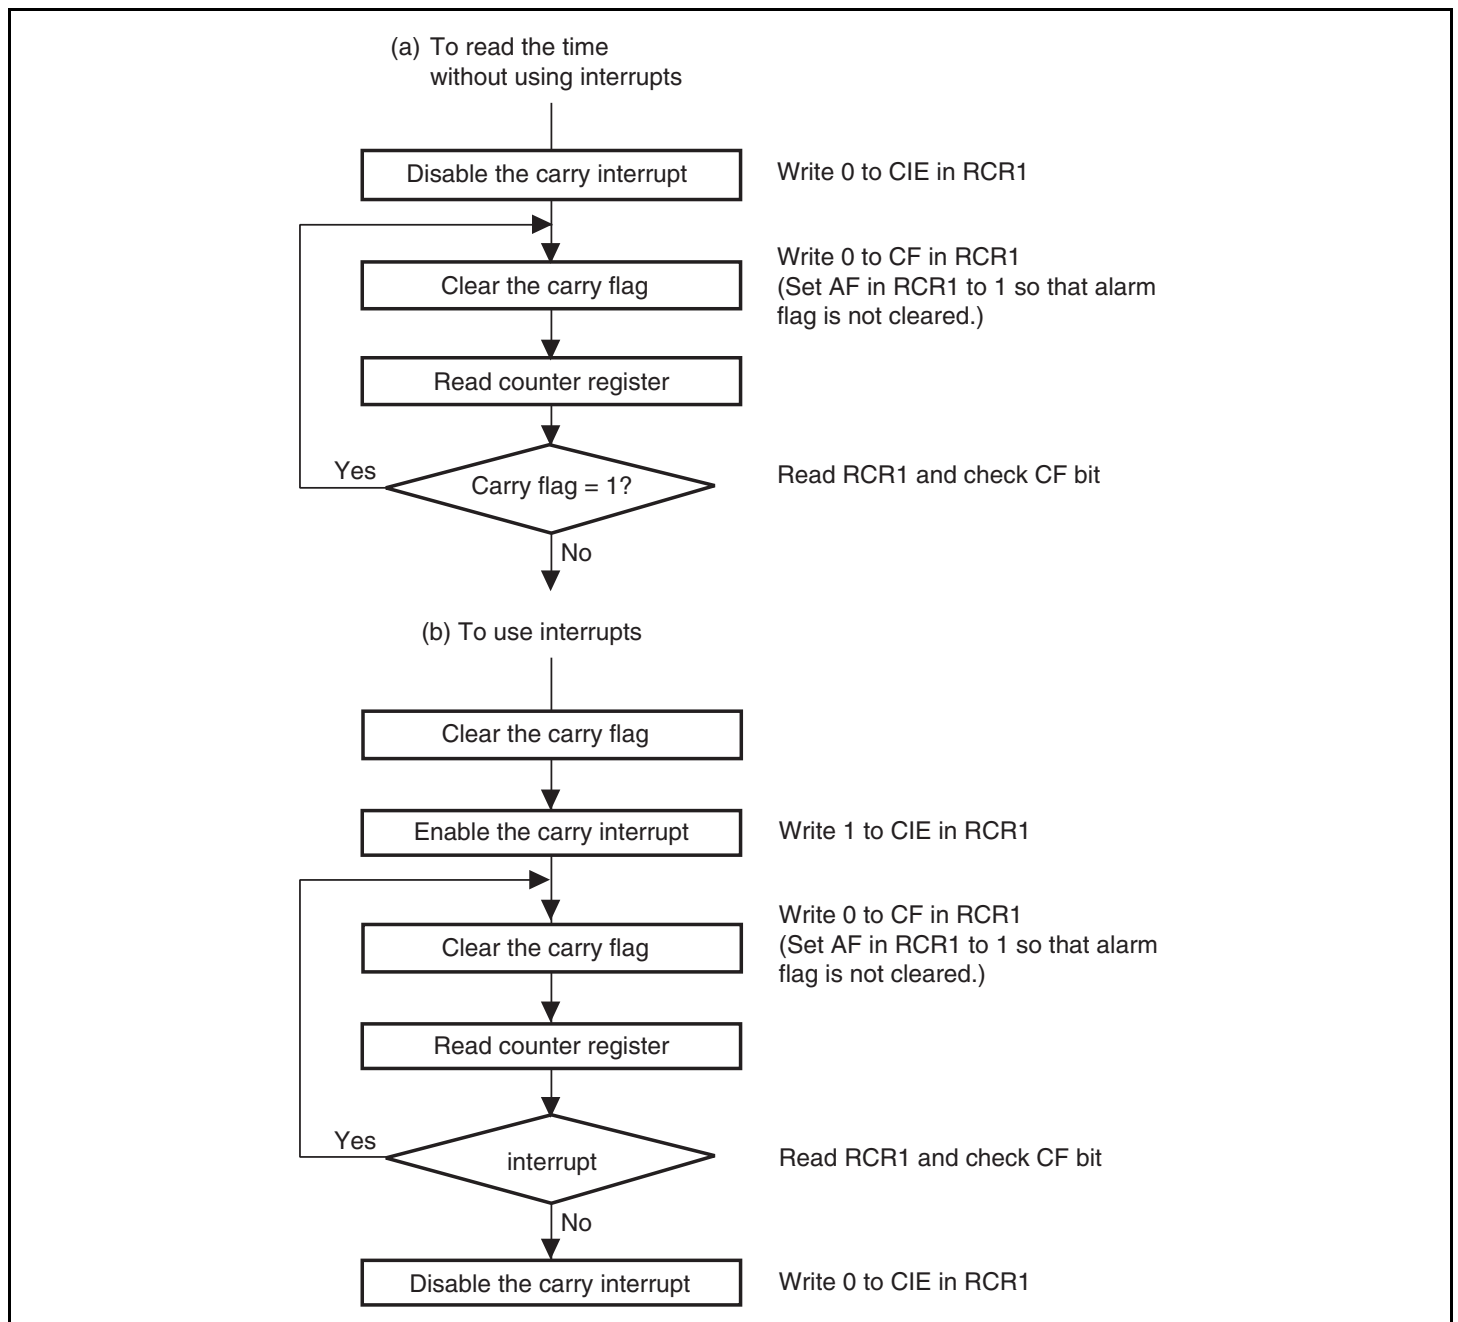 (a) To read the time
without using interrupts
Disable the carry interrupt
Write 0 to CIE in RCR1
Write 0 to CF in RCR1
Clear the carry flag
(Set AF in RCR1 to 1 so that alarm
flag is not cleared.)
Read counter register
Yes
Carry flag = 1?
Read RCR1 and check CF bit
No
(b) To use interrupts
Clear the carry flag
Enable the carry interrupt
Write 1 to CIE in RCR1
Write 0 to CF in RCR1
Clear the carry flag
(Set AF in RCR1 to 1 so that alarm
flag is not cleared.)
Read counter register
Yes
interrupt
Read RCR1 and check CF bit
No
Disable the carry interrupt
Write 0 to CIE in RCR1